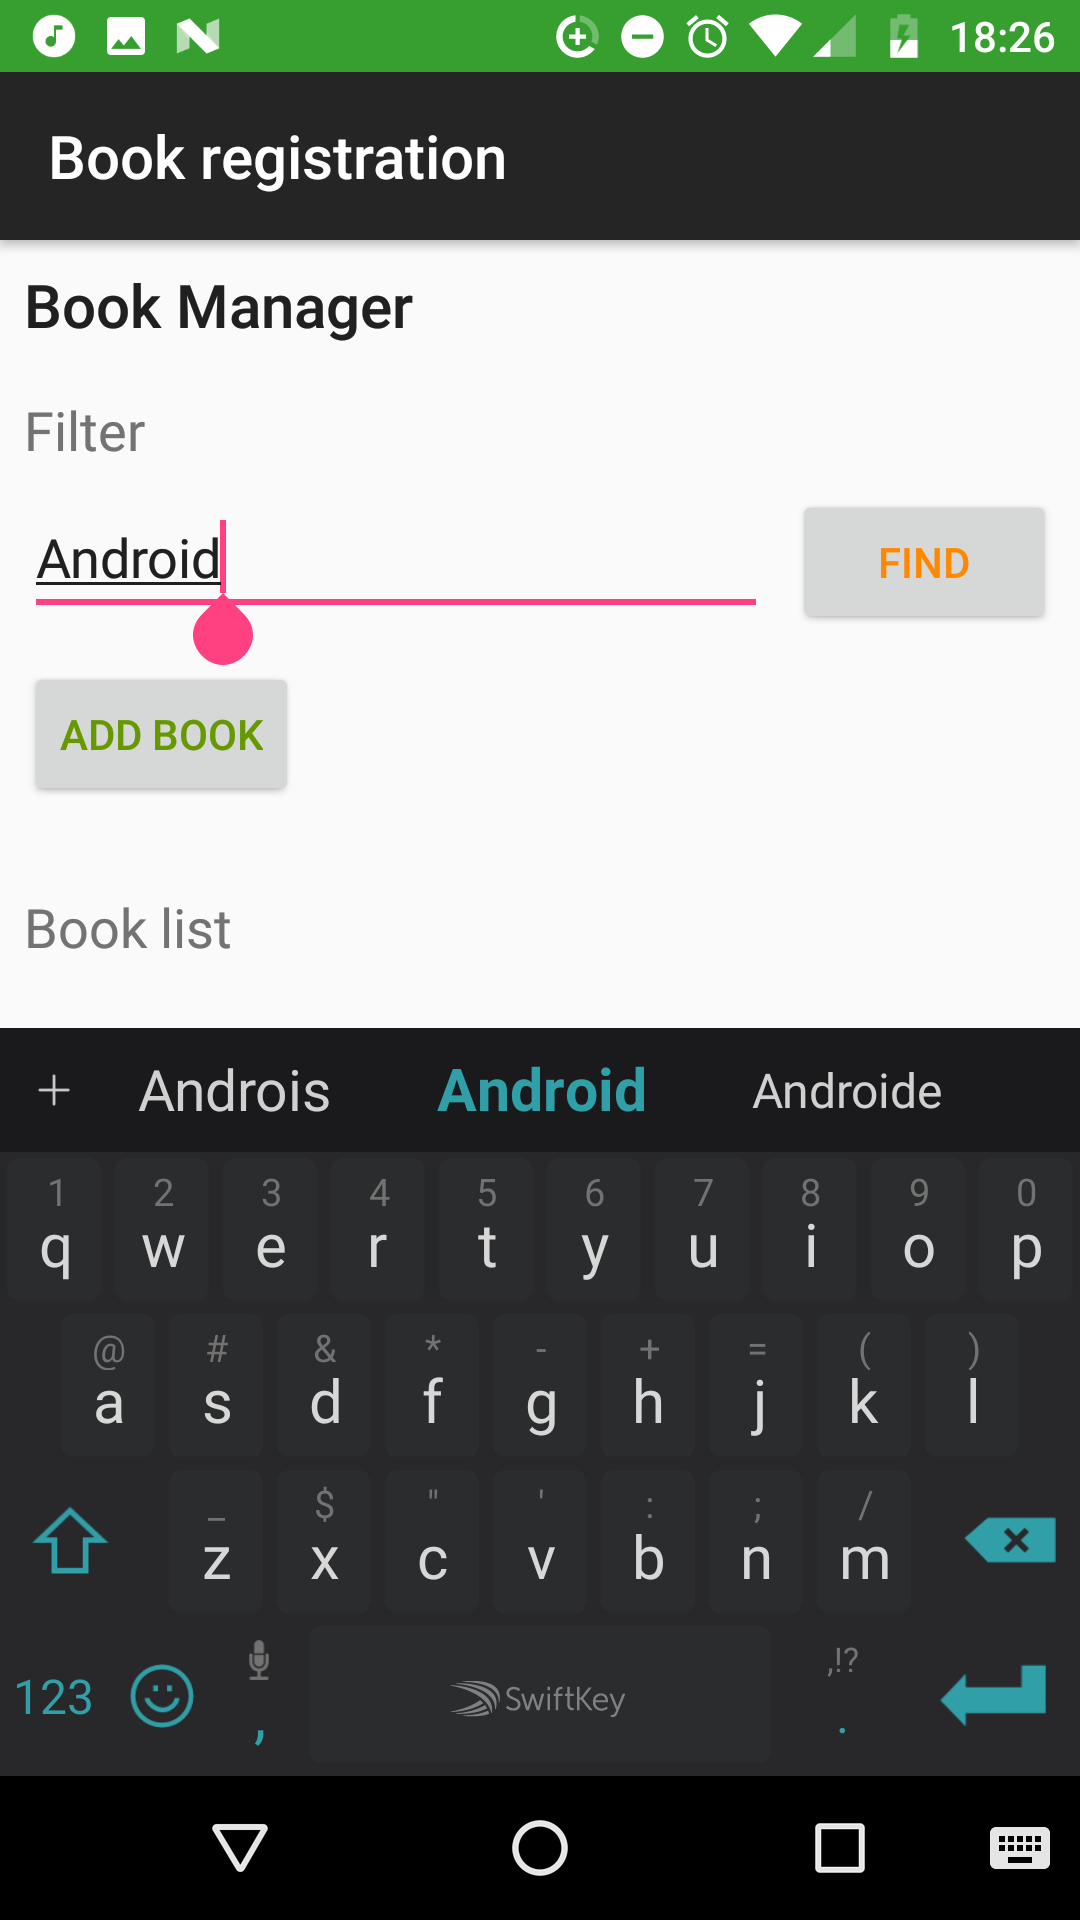 18:26
Book registration
Book Manager
Filter
Android
FIND
ADD BOOK
Book list
+ Androis Android Androide
1 2 3 4 5 6 7 8 9 0
q w e r t y u i o p
@ # & * - + = ( )
a s d f g h j k l
_ $ " ' : ; /
z x c v b n m
,!?
123 , SwiftKey .